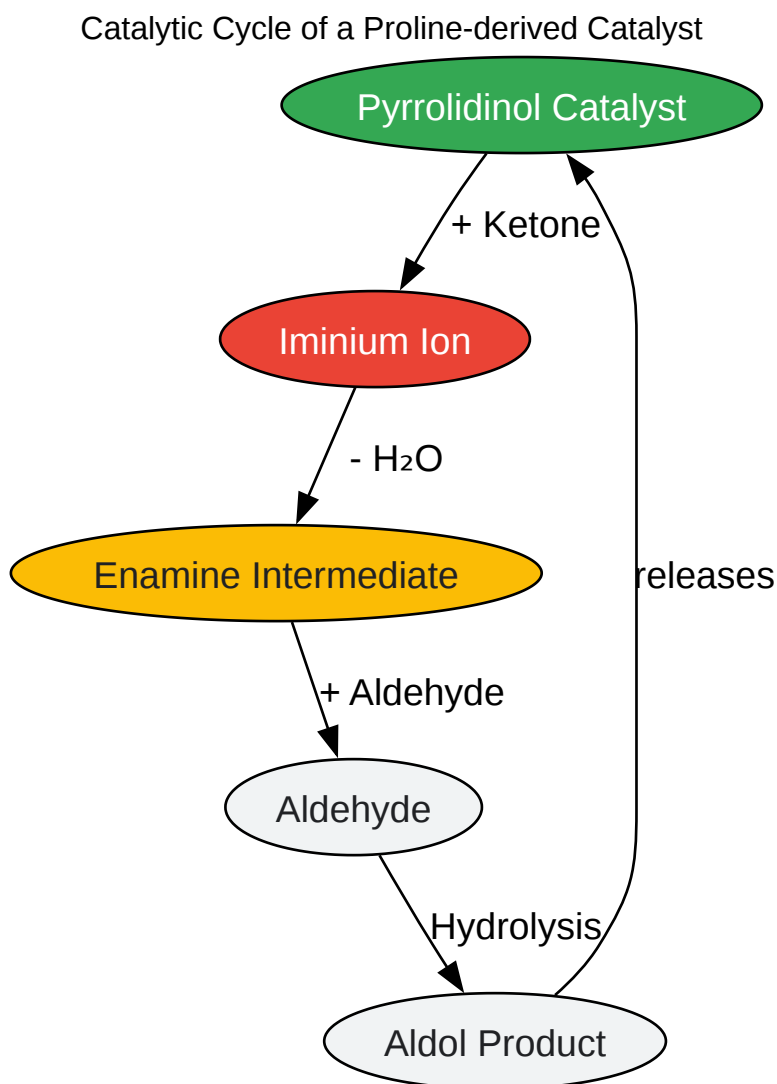 Catalytic Cycle of a Proline-derived Catalyst
Pyrrolidinol Catalyst
+ Ketone
Iminium Ion
- H₂O
Enamine Intermediate
releases
+ Aldehyde
Aldehyde
Hydrolysis
Aldol Product